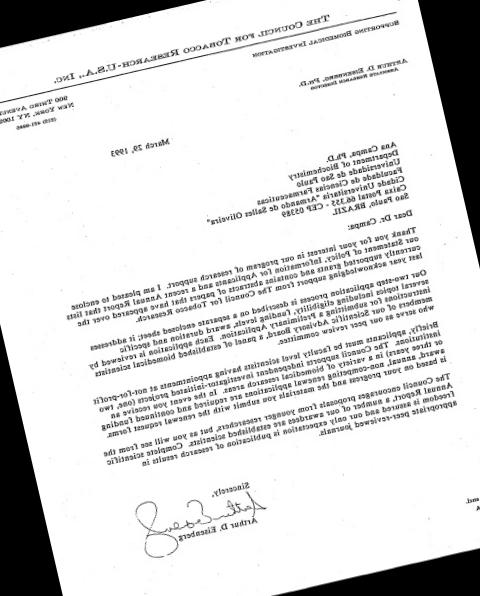 THE COUNCIL FOR TOBACCO RESEARCH-U.S.A., INC.
SUPPORTING BIOMEDICAL INVESTIGATION
900 THIRD AVENUE
NEW YORK, N.Y. 100
(212) 421-8885
ARTHUR D. EISENBERG, PH.D.
ASSOCIATE RESEARCH DIRECTOR
March 29, 1993
Ana Campa, Ph.D.
Department of Biochemistry
Universidade de Sao Paulo
Faculdade de Ciencias Farmaceuticas
Cidade Universitaria "Armando de Salles Oliveira"
Caixa Postal 66.355 - CEP 05389
Sao Paulo, BRAZIL
Dear Dr. Campa:
Thank you for your interest in our program of research support. I am pleased to enclose
our Statement of Policy, Information for Applicants and a recent Annual Report that lists
currently supported grants and contains abstracts of papers that have appeared over the
last year acknowledging support from The Council for Tobacco Research.
Our two-step application process is described on a separate enclosed sheet; it addresses
several topics including eligibility, funding levels, award duration and specific
instructions for submitting a Preliminary Application. Each application is reviewed by
members of our Scientific Advisory Board, a panel of established biomedical scientists
who serve as our peer review committee.
Briefly, applicants must be faculty level scientists having appointments at not-for-profit
institutions. The Council supports independent investigator-initiated projects (one, two
or three years) in a variety of biomedical research areas. In the event you receive an
award, annual, non-competing renewal applications are required and continued funding
is based on your progress and the materials you submit with the renewal request forms.
The Council encourages proposals from younger researchers, but as you will see from the
Annual Report, a number of our awardees are established scientists. Complete scientific
freedom is assured and our only expectation is publication of research results in
appropriate peer-reviewed journals.
Sincerely,
Arthur D. Eisenberg